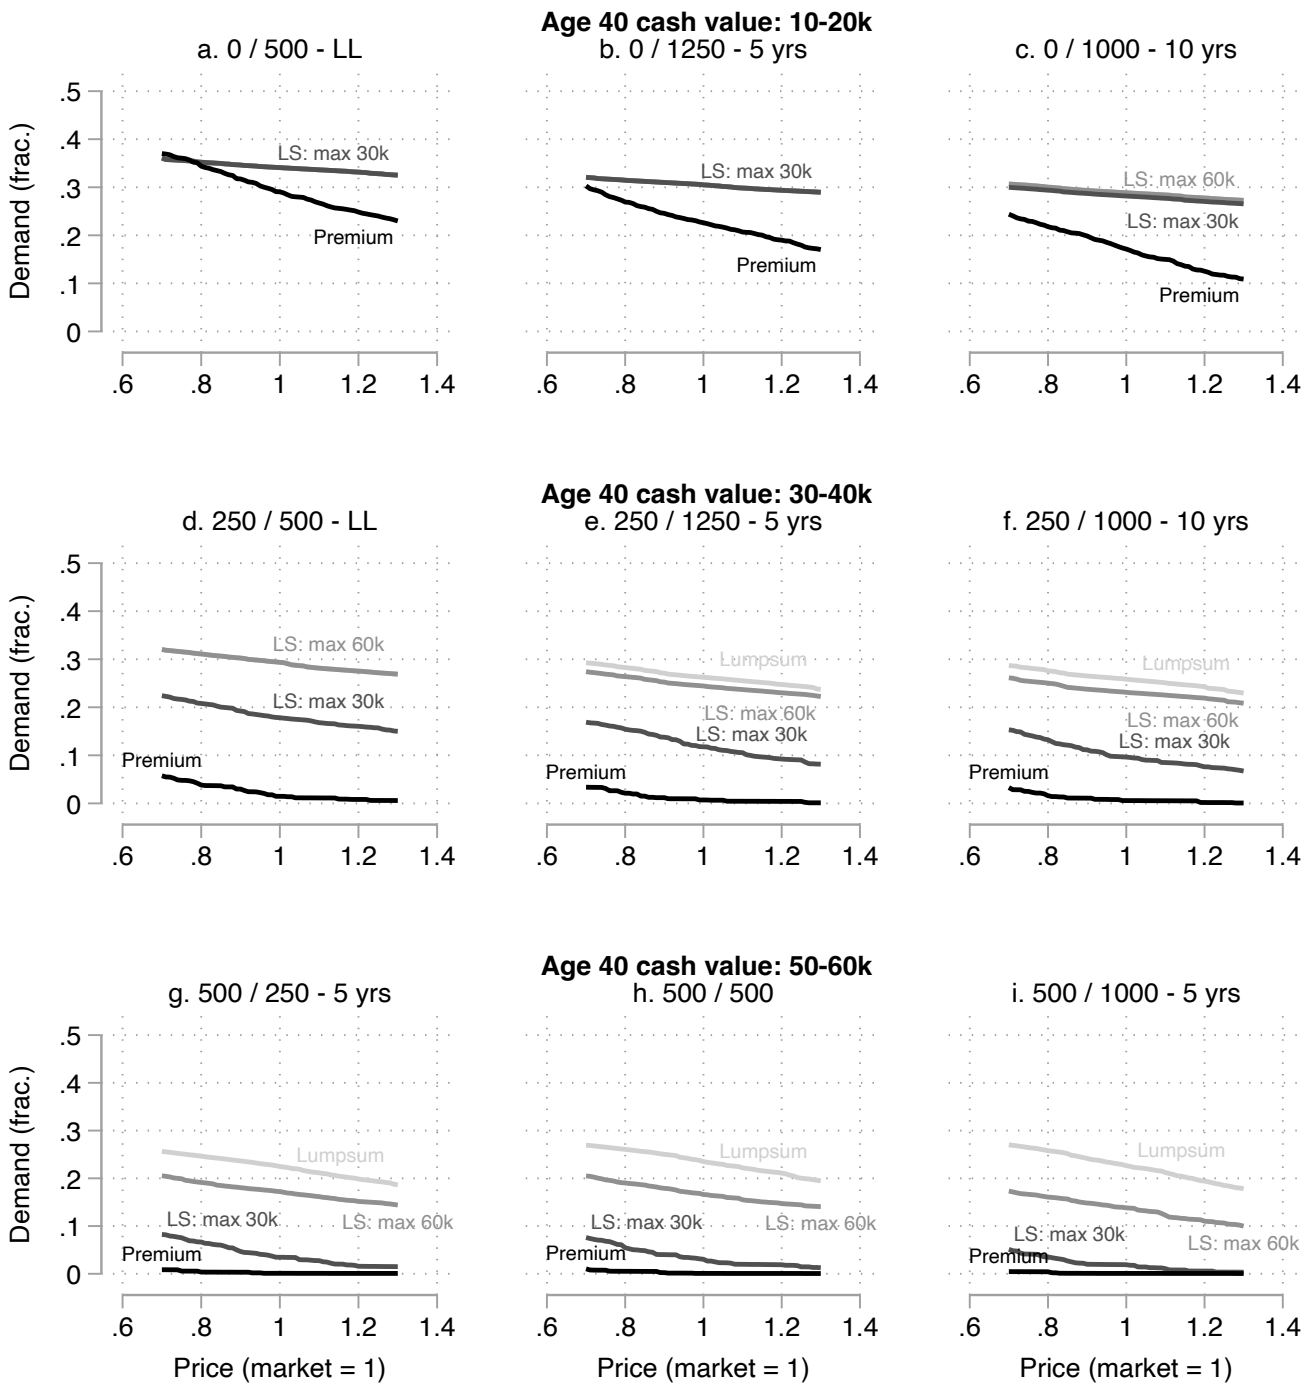 Age 40 cash value: 10-20k
a. 0 / 500 - LL
b. 0 / 1250 - 5 yrs
c. 0 / 1000 - 10 yrs
Demand (frac.)
.5
.4
.3
.2
.1
0
LS: max 30k
Premium
LS: max 30k
Premium
LS: max 60k
LS: max 30k
Premium
.6 .8 1 1.2 1.4
.6 .8 1 1.2 1.4
.6 .8 1 1.2 1.4
Age 40 cash value: 30-40k
d. 250 / 500 - LL
e. 250 / 1250 - 5 yrs
f. 250 / 1000 - 10 yrs
Demand (frac.)
.5
.4
.3
.2
.1
0
LS: max 60k
LS: max 30k
Premium
Lumpsum
LS: max 60k
LS: max 30k
Premium
Lumpsum
LS: max 60k
LS: max 30k
Premium
.6 .8 1 1.2 1.4
.6 .8 1 1.2 1.4
.6 .8 1 1.2 1.4
Age 40 cash value: 50-60k
g. 500 / 250 - 5 yrs
h. 500 / 500
i. 500 / 1000 - 5 yrs
Demand (frac.)
.5
.4
.3
.2
.1
0
Lumpsum
LS: max 30k
LS: max 60k
Premium
Lumpsum
LS: max 30k
LS: max 60k
Premium
Lumpsum
LS: max 30k
LS: max 60k
Premium
.6 .8 1 1.2 1.4
.6 .8 1 1.2 1.4
.6 .8 1 1.2 1.4
Price (market = 1)
Price (market = 1)
Price (market = 1)